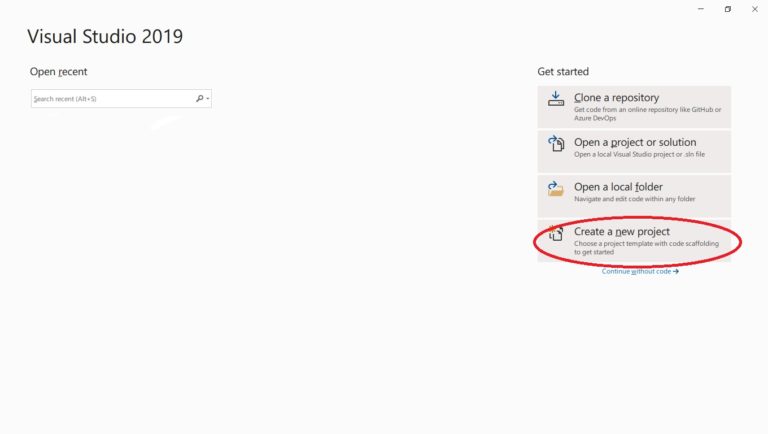 Visual Studio 2019
Open recent
Search recent (Alt+S)
Get started
Clone a repository
Get code from an online repository like GitHub or
Azure DevOps
Open a project or solution
Open a local Visual Studio project or .sln file
Open a local folder
Navigate and edit code within any folder
Create a new project
Choose a project template with code scaffolding
to get started
Continue without code →